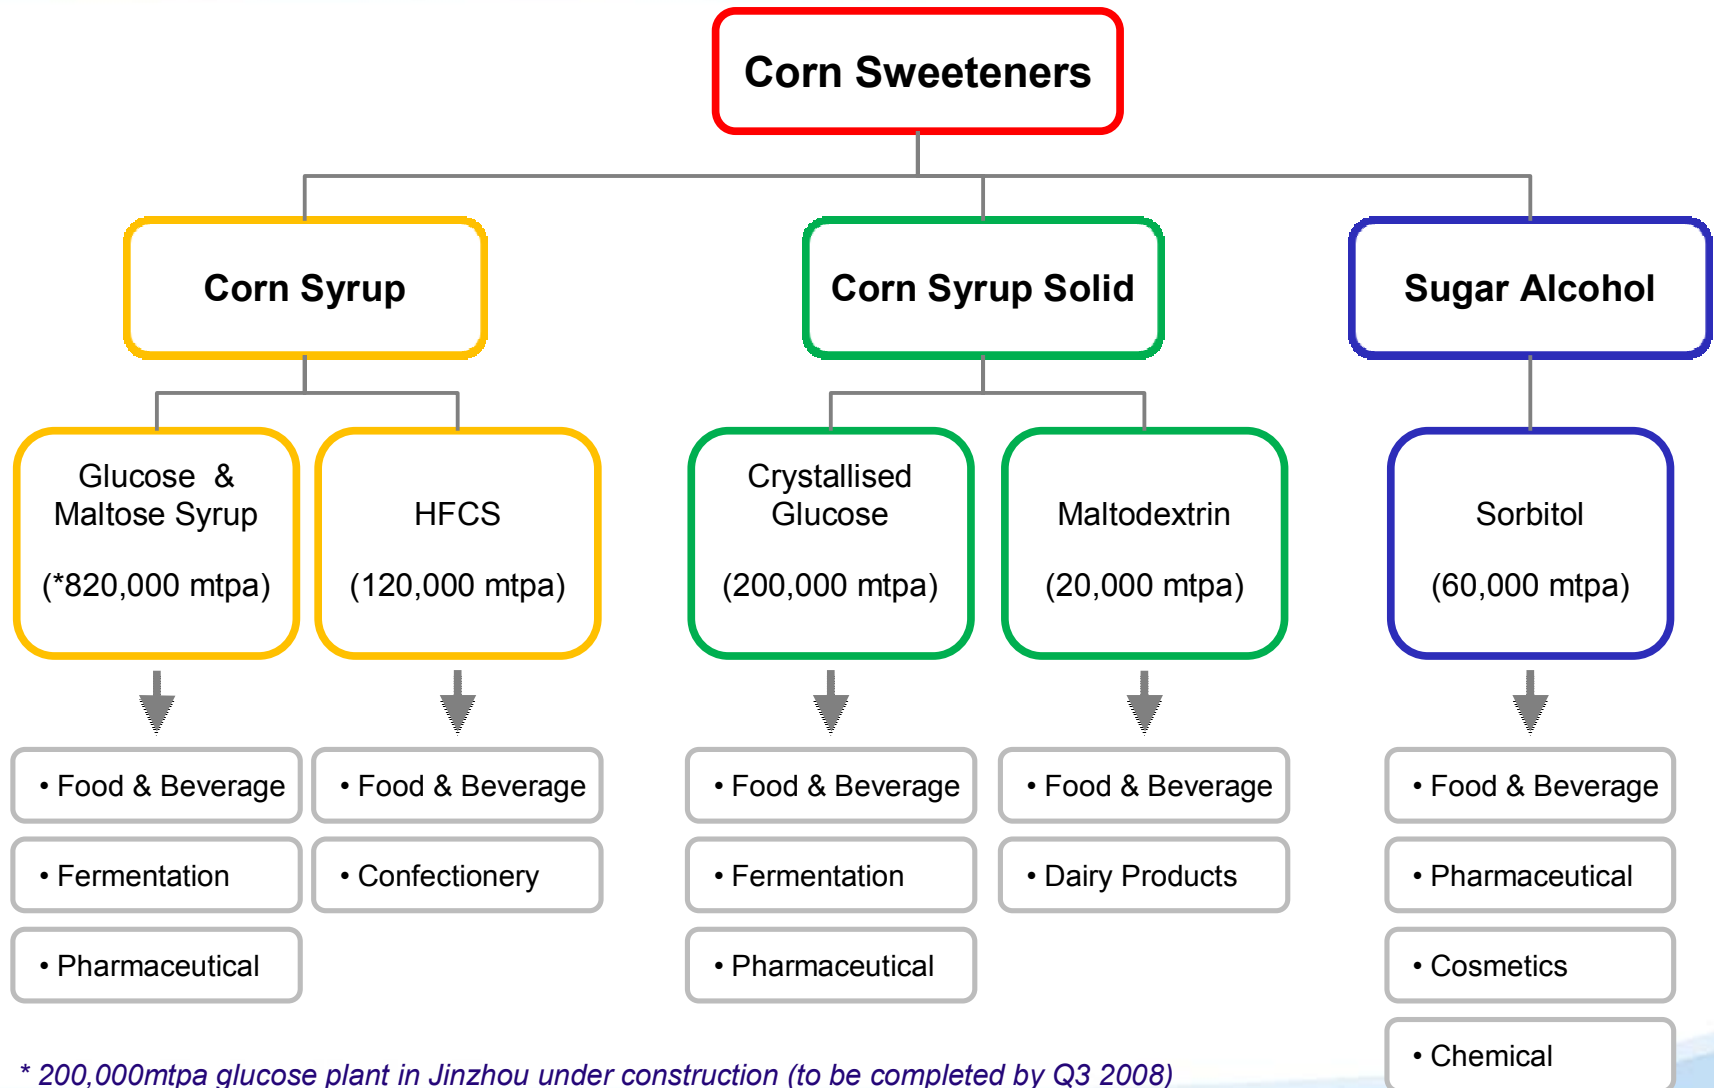 Corn Sweeteners
Corn Syrup
Corn Syrup Solid
Sugar Alcohol
Glucose &
Maltose Syrup
(*820,000 mtpa)
HFCS
(120,000 mtpa)
Crystallised
Glucose
(200,000 mtpa)
Maltodextrin
(20,000 mtpa)
Sorbitol
(60,000 mtpa)
• Food & Beverage
• Fermentation
• Pharmaceutical
• Food & Beverage
• Confectionery
• Food & Beverage
• Fermentation
• Pharmaceutical
• Food & Beverage
• Dairy Products
• Food & Beverage
• Pharmaceutical
• Cosmetics
• Chemical
* 200,000mtpa glucose plant in Jinzhou under construction (to be completed by Q3 2008)